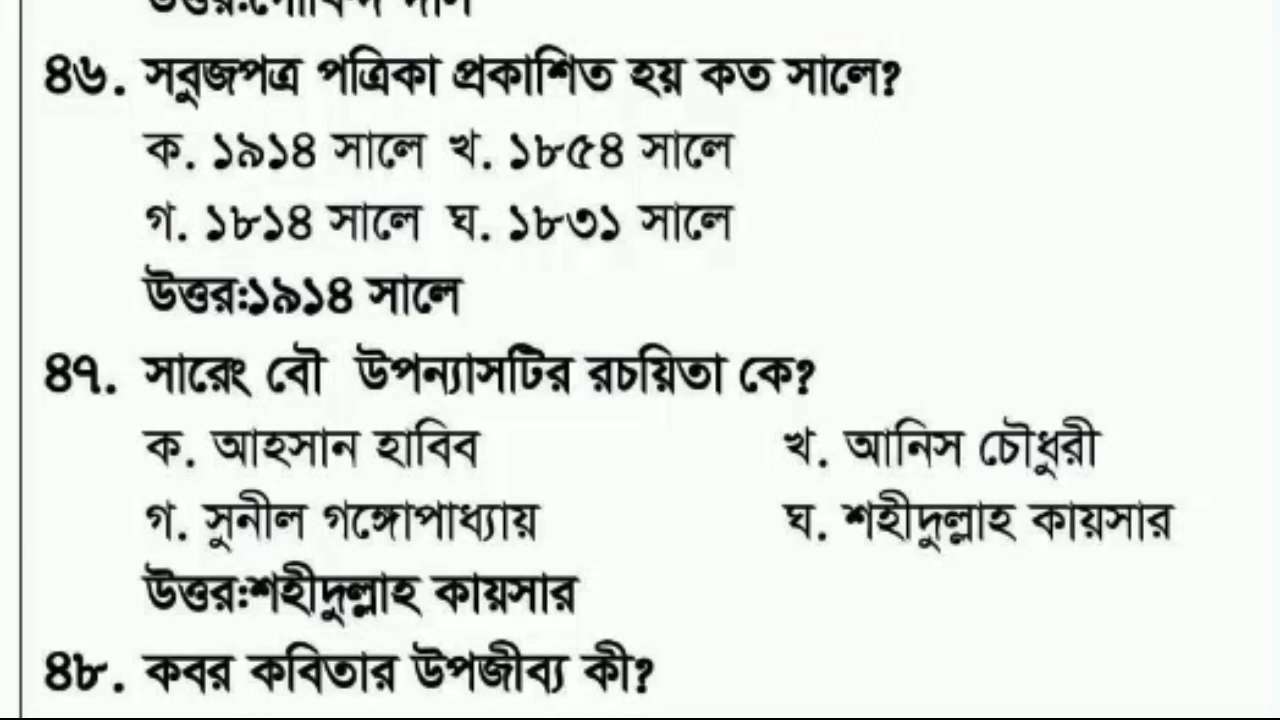 ৪৬. সবুজপত্র পত্রিকা প্রকাশিত হয় কত সালে?
ক. ১৯১৪ সালে খ. ১৮৫৪ সালে
গ. ১৮১৪ সালে ঘ. ১৮৩১ সালে
উত্তর:১৯১৪ সালে
৪৭. সারেং বৌ উপন্যাসটির রচয়িতা কে?
ক. আহসান হাবিব খ. আনিস চৌধুরী
গ. সুনীল গঙ্গোপাধ্যায় ঘ. শহীদুল্লাহ কায়সার
উত্তর:শহীদুল্লাহ কায়সার
৪৮. কবর কবিতার উপজীব্য কী?